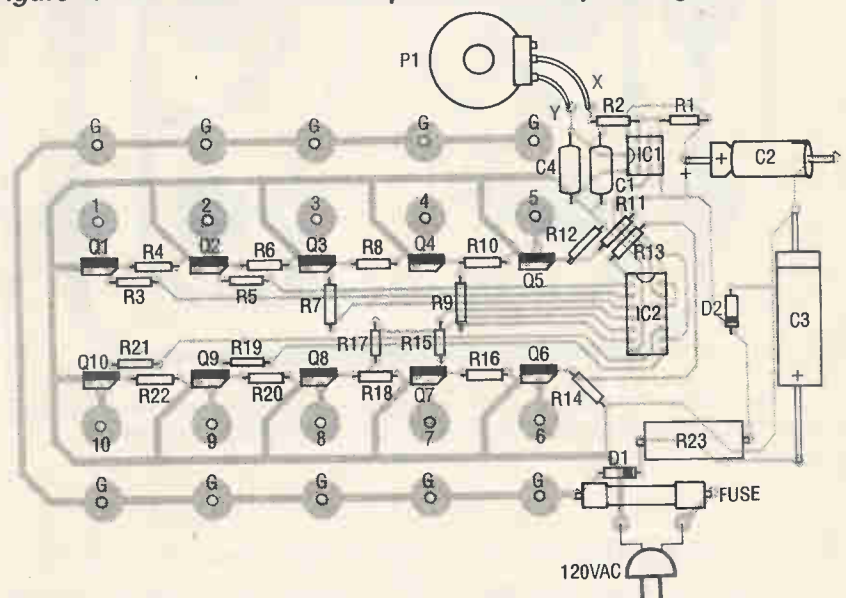 P1
X
Y
R2
R1
G G G G G
C4
C1
IC1
+
+
C2
1 2 3 4 5
R11
R12
R13
Q1 R4 Q2 R6 Q3 R8 Q4 R10 Q5
R3 R5 R7 R9
IC2
D2
C3
+
R21 R19 R17 R15
Q10 R22 Q9 R20 Q8 R18 Q7 R16 Q6
R14
10 9 8 7 6
R23
D1
G G G G G
FUSE
120VAC